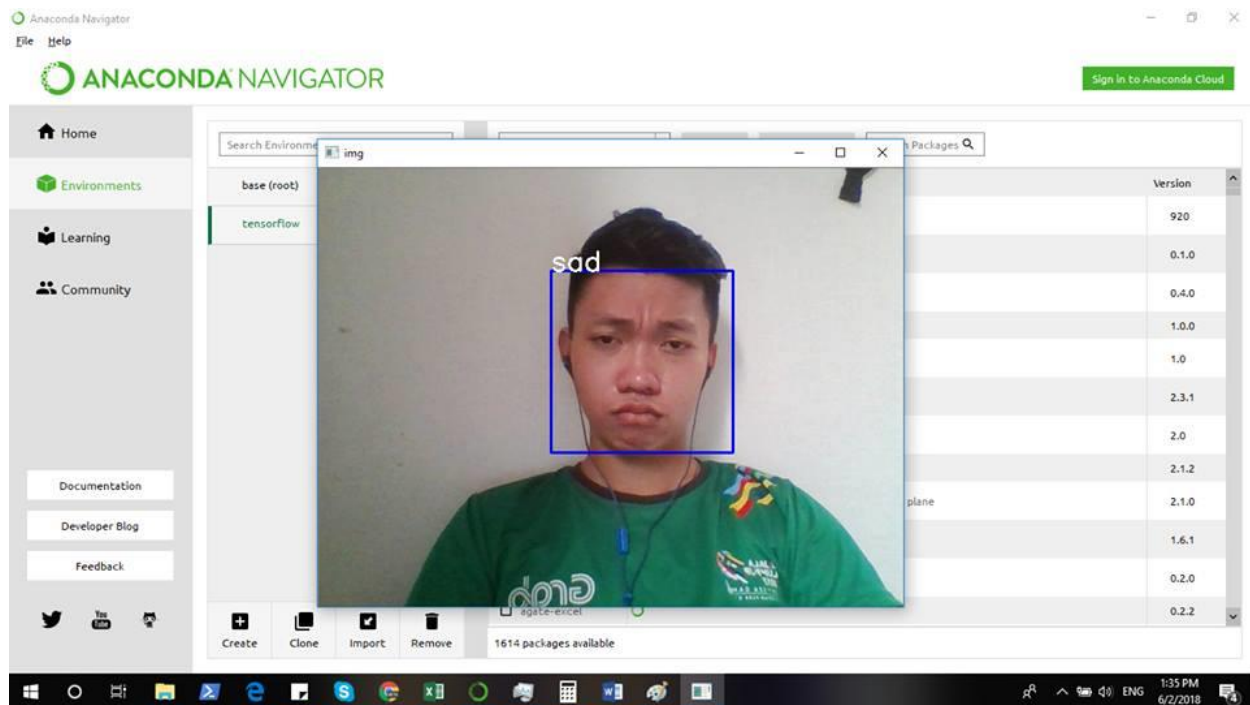 Anaconda Navigator
File Help
ANACONDA NAVIGATOR
Sign in to Anaconda Cloud
Home
Environments
Learning
Community
Documentation
Developer Blog
Feedback
You
Tube
Search Environme
Packages
base (root)
tensorflow
img
sad
Grab
Version
920
0.1.0
0.4.0
1.0.0
1.0
2.3.1
2.0
2.1.2
plane
2.1.0
1.6.1
0.2.0
agate-excel
0.2.2
Create Clone Import Remove
1614 packages available
ENG
1:35 PM
6/2/2018
4